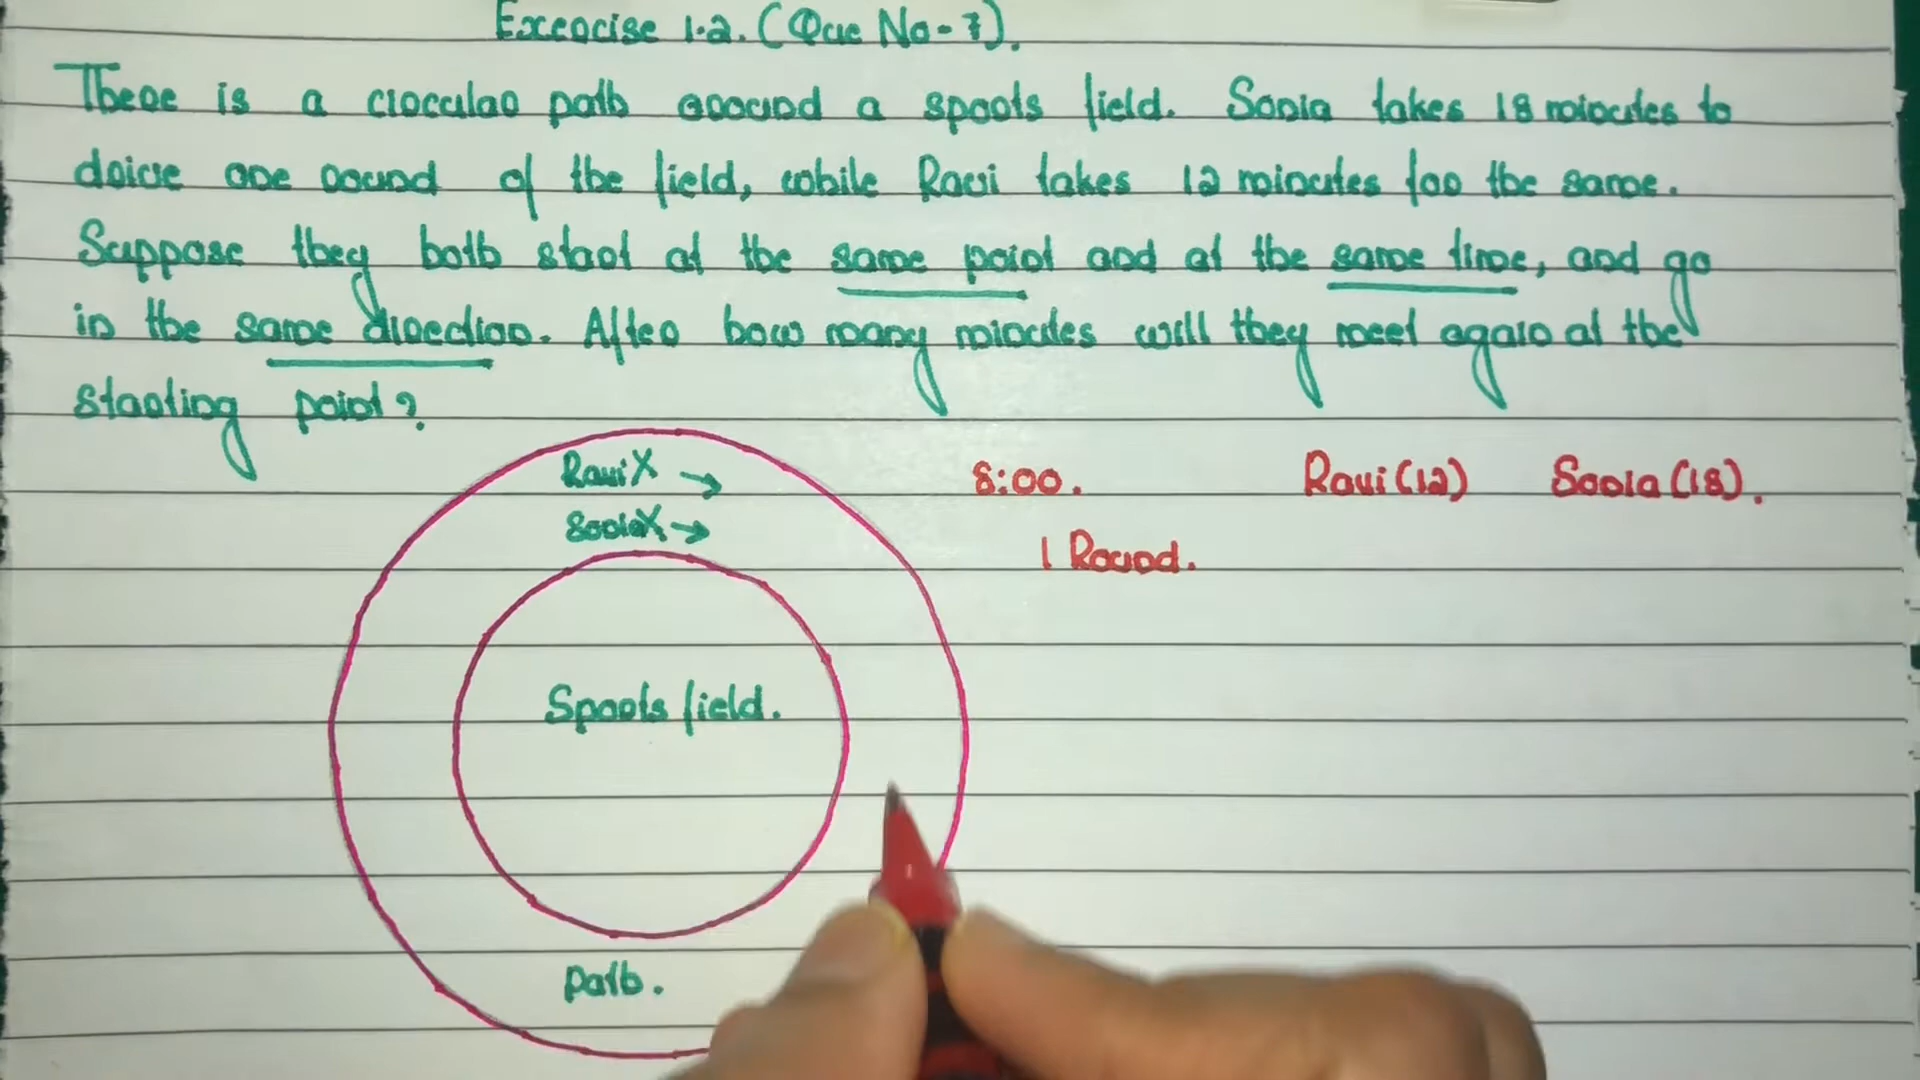 Exercise 1.2. (Que No-7).
There is a circular path around a sports field. Sonia takes 18 minutes to
drive one round of the field, while Ravi takes 12 minutes for the same.
Suppose they both start at the same point and at the same time, and go
in the same direction. After how many minutes will they meet again at the
starting point?
Ravi X →
8:00.
Ravi (12)
Sonia (18).
Sonia X →
1 Round.
Sports field.
Path.